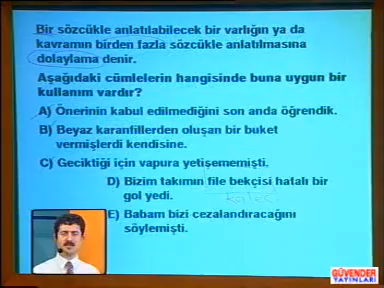 Bir sözcükle anlatılabilecek bir varlığın ya da
kavramın birden fazla sözcükle anlatılmasına
dolaylama denir.
Aşağıdaki cümlelerin hangisinde buna uygun bir
kullanım vardır?
A) Önerinin kabul edilmediğini son anda öğrendik.
B) Beyaz karanfillerden oluşan bir buket
vermişlerdi kendisine.
C) Geciktiği için vapura yetişememişti.
D) Bizim takımın file bekçisi hatalı bir
gol yedi.
E) Babam bizi cezalandıracağını
söylemişti.
GÜVENDER
YAYINLARI